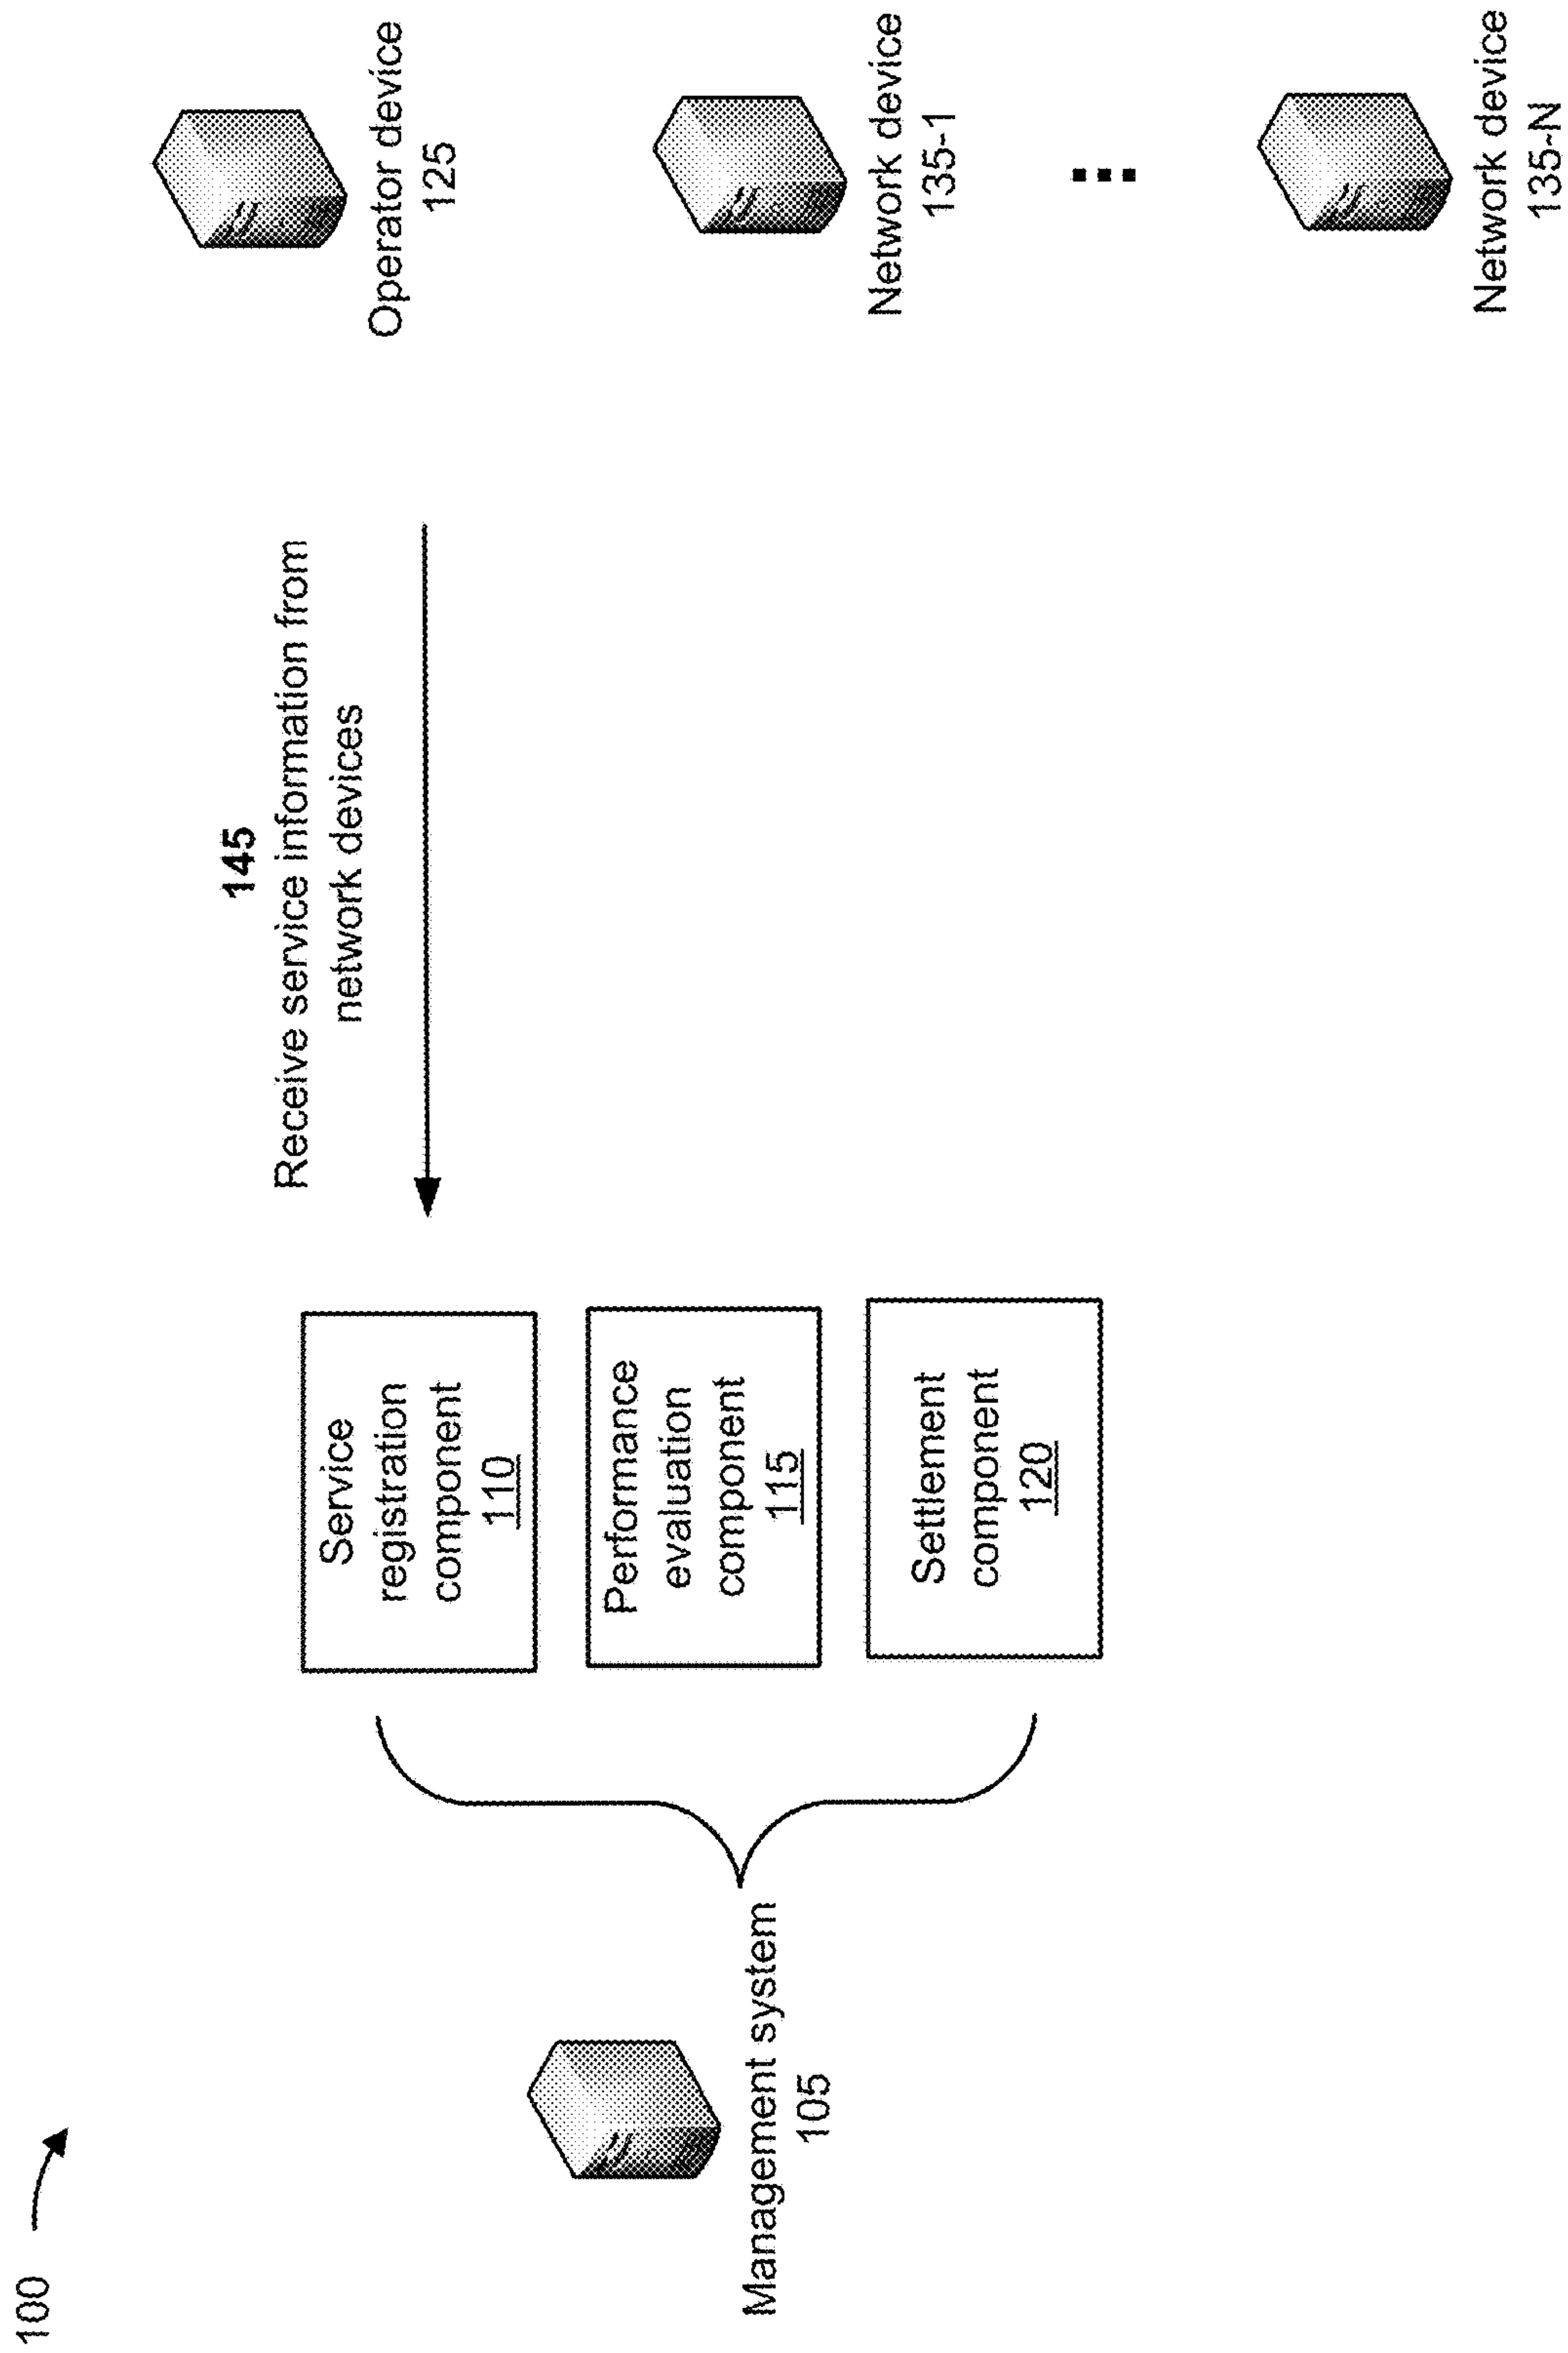 100
145
Receive service information from
network devices
Operator device
125
Service
registration
component
110
Performance
evaluation
component
115
Settlement
component
120
Management system
105
Network device
135-1
Network device
135-N